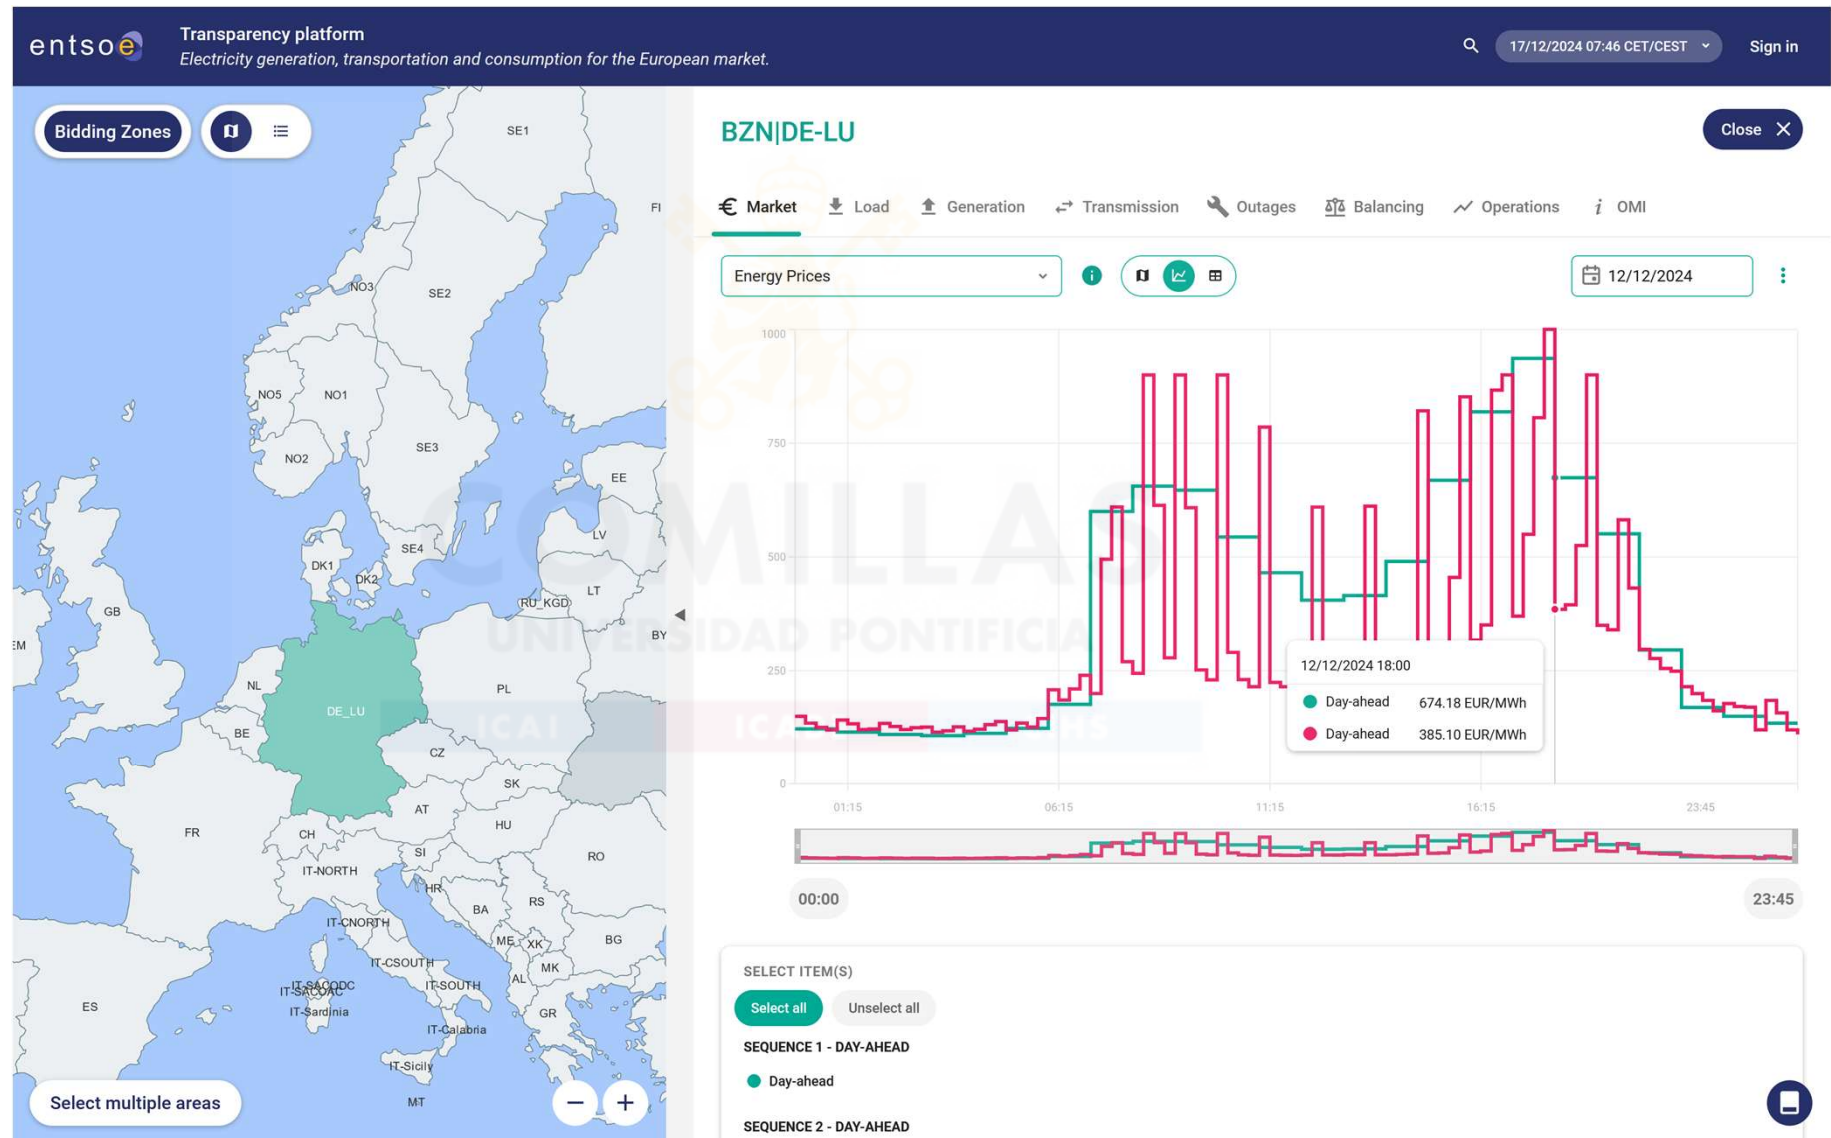 entsoe
Transparency platform
Electricity generation, transportation and consumption for the European market.
17/12/2024 07:46 CET/CEST
Sign in
Bidding Zones
SE1
FI
NO3
SE2
NO5
NO1
NO2
SE3
EE
LV
SE4
DK1
DK2
LT
RU_KGD
GB
BY
EM
NL
PL
DE_LU
BE
CZ
SK
AT
FR
CH
HU
SI
RO
IT-NORTH
HR
BA
RS
IT-CNORTH
ME
XK
BG
IT-CSOUTH
MK
AL
IT-SACODC
IT-SACOAC
IT-SOUTH
ES
IT-Sardinia
GR
IT-Calabria
IT-Sicily
MT
Select multiple areas
− +
BZN|DE-LU
Close
€ Market
Load
Generation
Transmission
Outages
Balancing
Operations
i OMI
Energy Prices
i
12/12/2024
1000
750
500
250
0
12/12/2024 18:00
Day-ahead 674.18 EUR/MWh
Day-ahead 385.10 EUR/MWh
01:15 06:15 11:15 16:15 23:45
00:00 23:45
SELECT ITEM(S)
Select all Unselect all
SEQUENCE 1 - DAY-AHEAD
Day-ahead
SEQUENCE 2 - DAY-AHEAD
COMILLAS
UNIVERSIDAD PONTIFICIA
ICAI